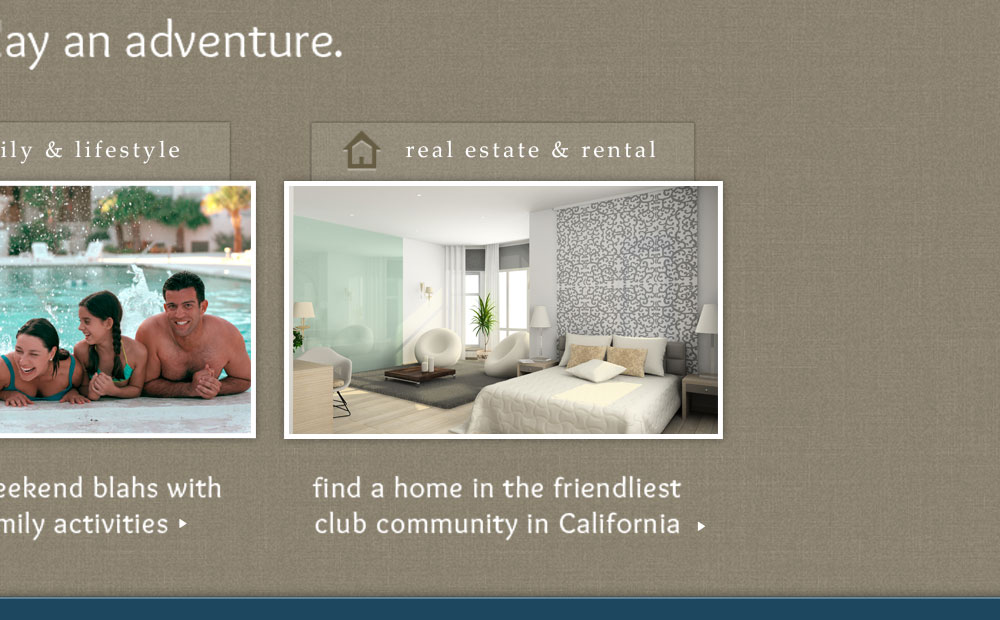 ay an adventure.
ily & lifestyle
real estate & rental
eekend blahs with
mily activities
find a home in the friendliest
club community in California